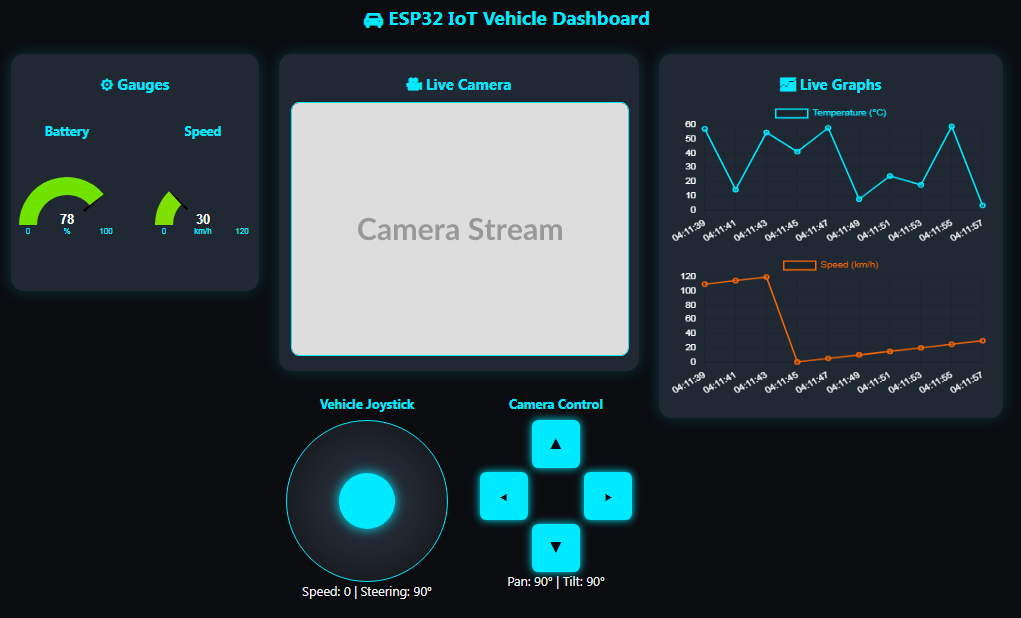 ESP32 IoT Vehicle Dashboard
Gauges
Battery
Speed
78
0 % 100
30
0 km/h 120
Live Camera
Camera Stream
Vehicle Joystick
Speed: 0 | Steering: 90°
Camera Control
Pan: 90° | Tilt: 90°
Live Graphs
Temperature (°C)
60
50
40
30
20
10
0
04:11:39 04:11:41 04:11:43 04:11:45 04:11:47 04:11:49 04:11:51 04:11:53 04:11:55 04:11:57
Speed (km/h)
120
100
80
60
40
20
0
04:11:39 04:11:41 04:11:43 04:11:45 04:11:47 04:11:49 04:11:51 04:11:53 04:11:55 04:11:57